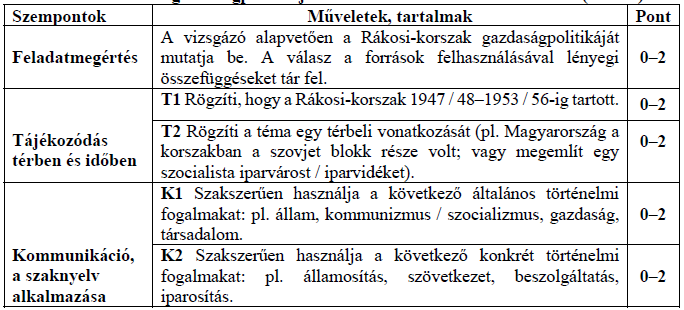 Szempontok Műveletek, tartalmak Pont
Feladatmegértés
A vizsgázó alapvetően a Rákosi-korszak gazdaságpolitikáját
mutatja be. A válasz a források felhasználásával lényegi
összefüggéseket tár fel.
0–2
Tájékozódás
térben és időben
T1 Rögzíti, hogy a Rákosi-korszak 1947 / 48–1953 / 56-ig tartott.
0–2
T2 Rögzíti a téma egy térbeli vonatkozását (pl. Magyarország a
korszakban a szovjet blokk része volt; vagy megemlít egy
szocialista iparvárost / iparvidéket).
0–2
Kommunikáció,
a szaknyelv
alkalmazása
K1 Szakszerűen használja a következő általános történelmi
fogalmakat: pl. állam, kommunizmus / szocializmus, gazdaság,
társadalom.
0–2
K2 Szakszerűen használja a következő konkrét történelmi
fogalmakat: pl. államosítás, szövetkezet, beszolgáltatás,
iparosítás.
0–2